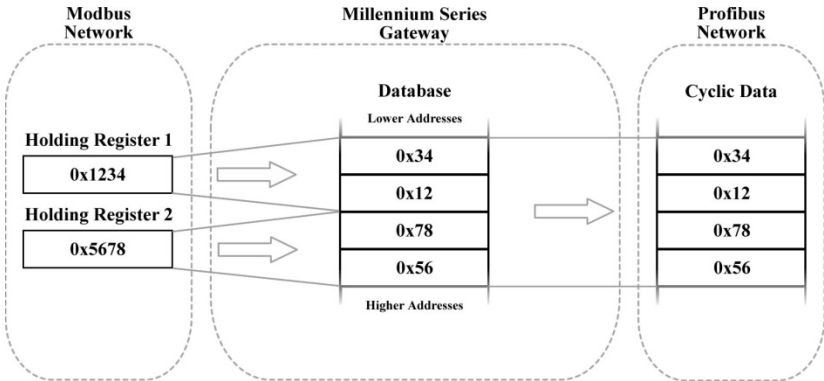 Modbus
Network
Millennium Series
Gateway
Profibus
Network
Database
Cyclic Data
Lower Addresses
Holding Register 1
0x1234
Holding Register 2
0x5678
0x34
0x12
0x78
0x56
Higher Addresses
0x34
0x12
0x78
0x56